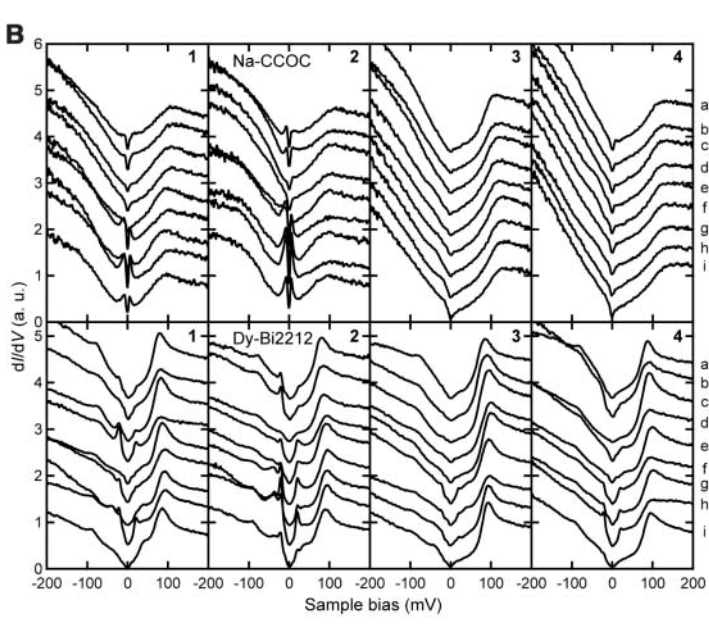 B
6
5
4
3
2
1
0
1
Na-CCOC
2
3
4
a
b
c
d
e
f
g
h
i
dI/dV (a. u.)
5
4
3
2
1
0
1
Dy-Bi2212
2
3
4
a
b
c
d
e
f
g
h
i
-200 -100 0 100 -200 -100 0 100 -200 -100 0 100 -200 -100 0 100 200
Sample bias (mV)